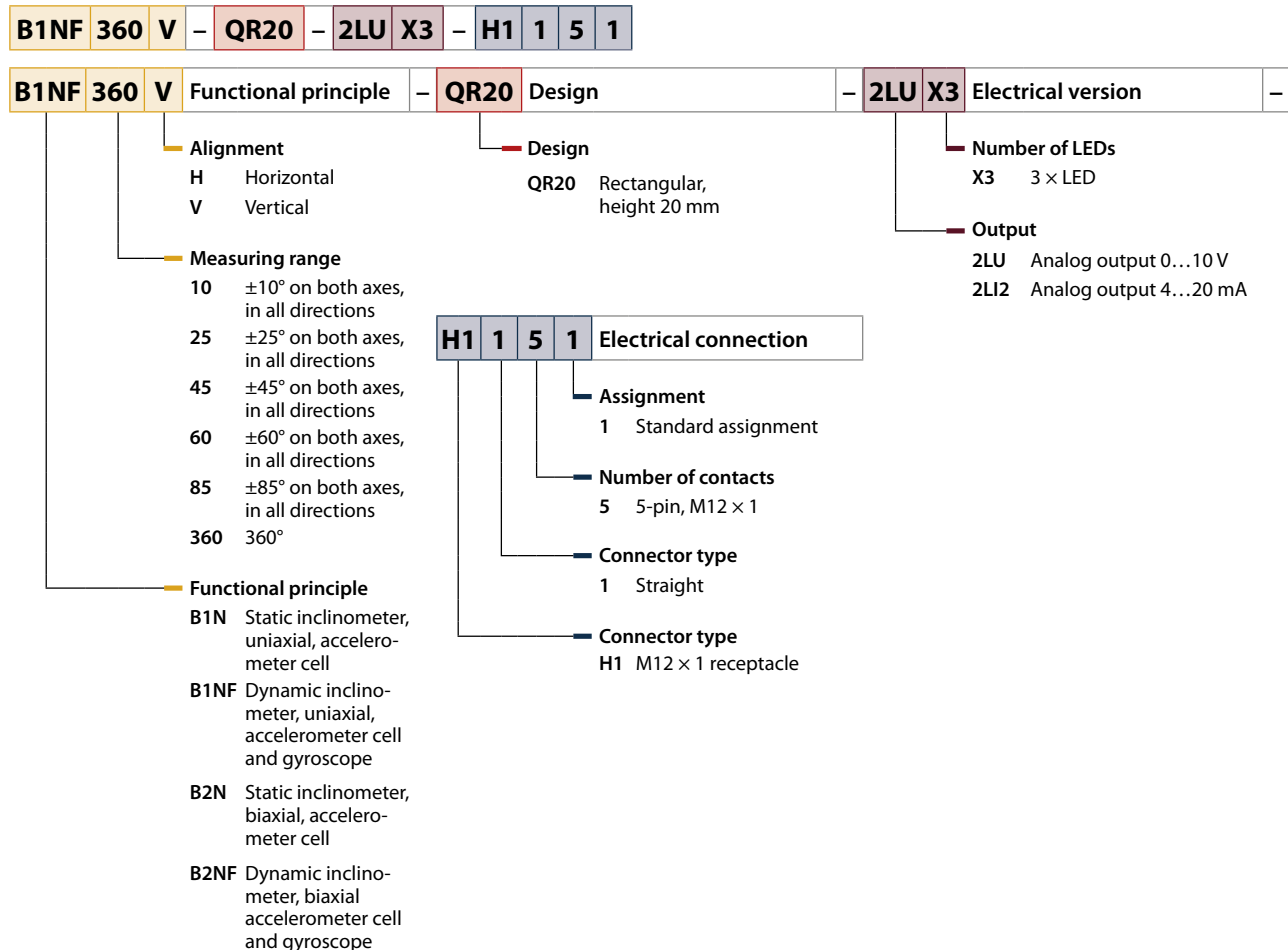 B1NF 360 V – QR20 – 2LU X3 – H1 1 5 1
B1NF 360 V Functional principle – QR20 Design – 2LU X3 Electrical version –
Alignment
H Horizontal
V Vertical
Measuring range
10 ±10° on both axes,
in all directions
25 ±25° on both axes,
in all directions
45 ±45° on both axes,
in all directions
60 ±60° on both axes,
in all directions
85 ±85° on both axes,
in all directions
360 360°
Functional principle
B1N Static inclinometer,
uniaxial, accelero-
meter cell
B1NF Dynamic inclino-
meter, uniaxial,
accelerometer cell
and gyroscope
B2N Static inclinometer,
biaxial, accelero-
meter cell
B2NF Dynamic inclino-
meter, biaxial
accelerometer cell
and gyroscope
Design
QR20 Rectangular,
height 20 mm
Number of LEDs
X3 3 × LED
Output
2LU Analog output 0…10 V
2LI2 Analog output 4…20 mA
H1 1 5 1 Electrical connection
Assignment
1 Standard assignment
Number of contacts
5 5-pin, M12 × 1
Connector type
1 Straight
Connector type
H1 M12 × 1 receptacle